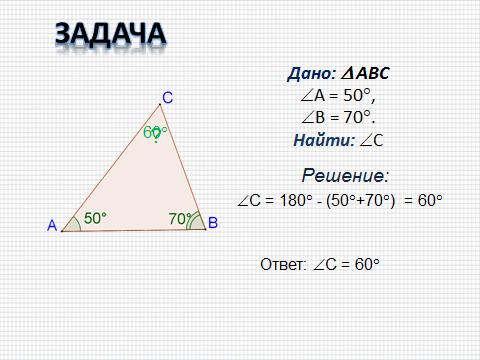 ЗАДАЧА
Дано: ΔABC
∠A = 50°,
∠B = 70°.
Найти: ∠C
Решение:
∠C = 180° - (50°+70°) = 60°
Ответ: ∠C = 60°
C
60°
?
A
50°
70°
B